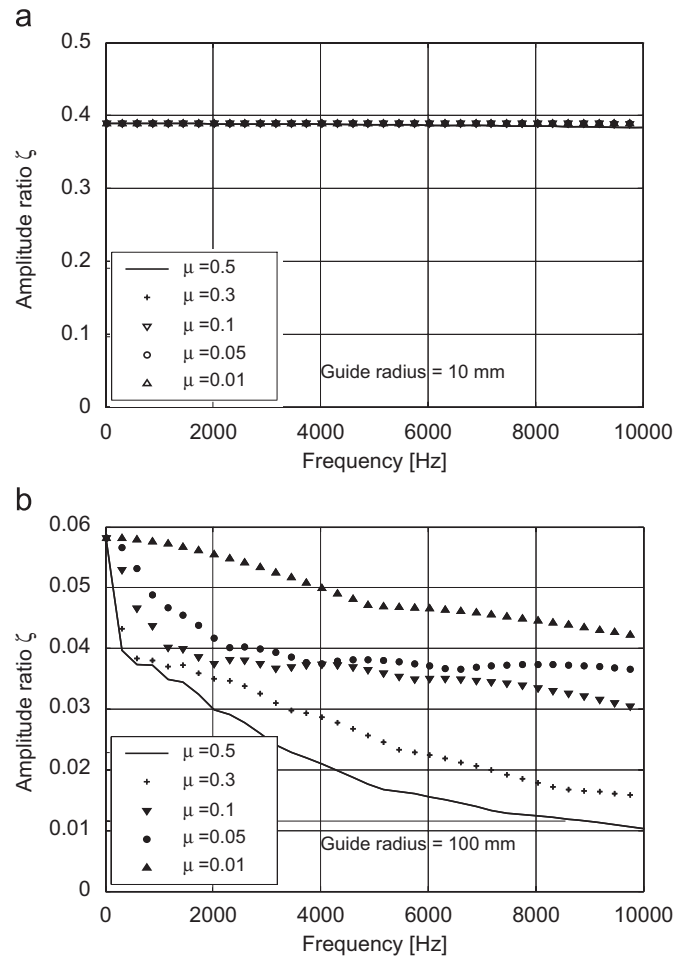 a
0.5
0.4
0.3
0.2
0.1
0
Amplitude ratio ζ
μ =0.5
μ =0.3
μ =0.1
μ =0.05
μ =0.01
Guide radius = 10 mm
0 2000 4000 6000 8000 10000
Frequency [Hz]
b
0.06
0.05
0.04
0.03
0.02
0.01
0
Amplitude ratio ζ
μ =0.5
μ =0.3
μ =0.1
μ =0.05
μ =0.01
Guide radius = 100 mm
0 2000 4000 6000 8000 10000
Frequency [Hz]